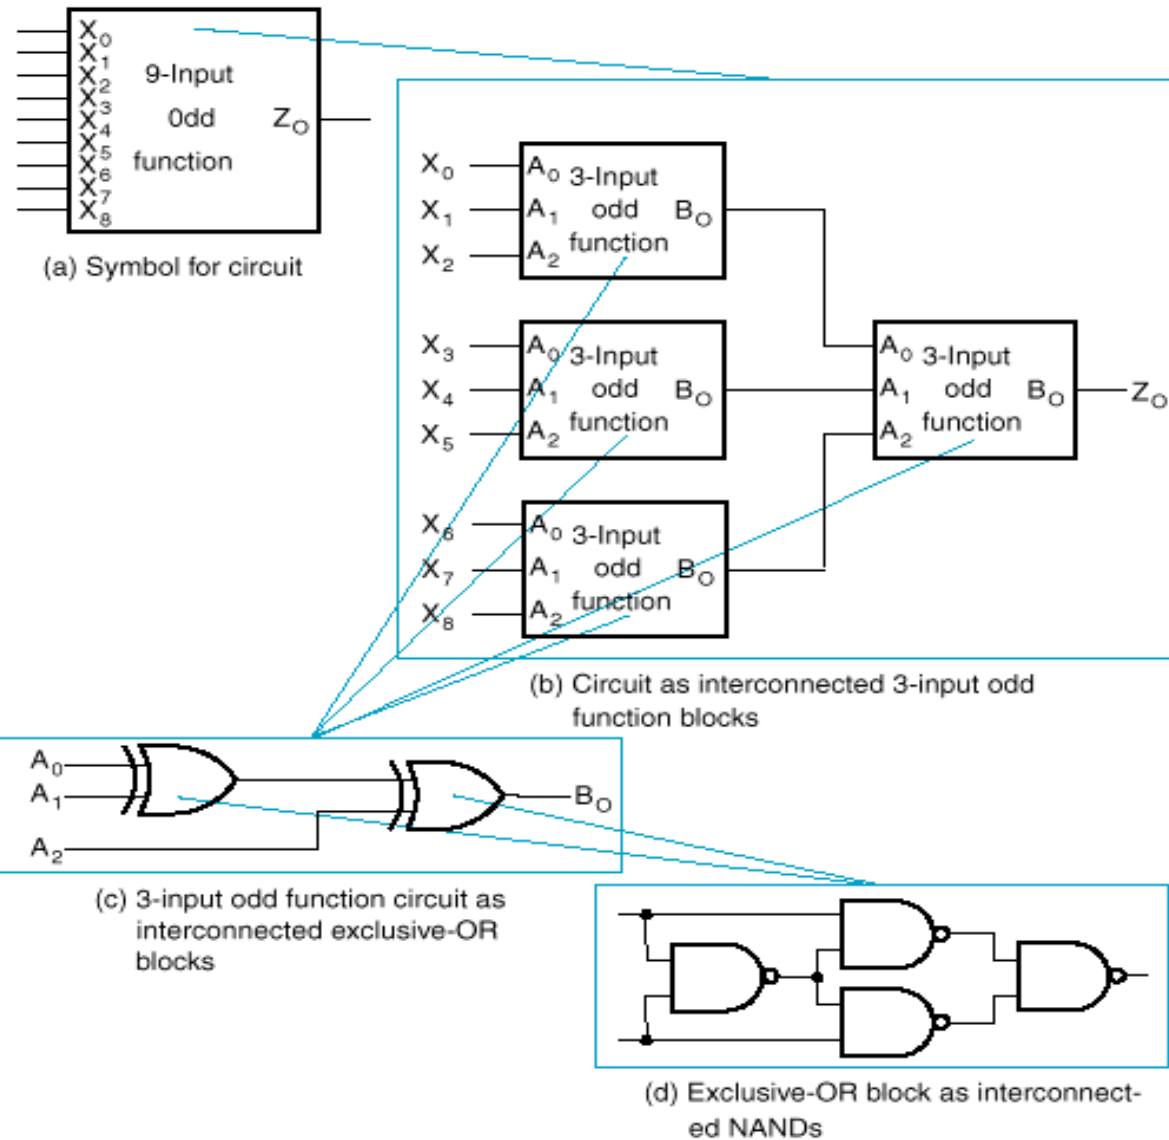 X0
X1
X2
X3
X4
X5
X6
X7
X8
9-Input
0dd
function
ZO
(a) Symbol for circuit
X0
X1
X2
A0
A1
A2
3-Input
odd
function
BO
X3
X4
X5
A0
A1
A2
3-Input
odd
function
BO
X6
X7
X8
A0
A1
A2
3-Input
odd
function
BO
A0
A1
A2
3-Input
odd
function
BO
ZO
(b) Circuit as interconnected 3-input odd
function blocks
A0
A1
A2
BO
(c) 3-input odd function circuit as
interconnected exclusive-OR
blocks
(d) Exclusive-OR block as interconnect-
ed NANDs